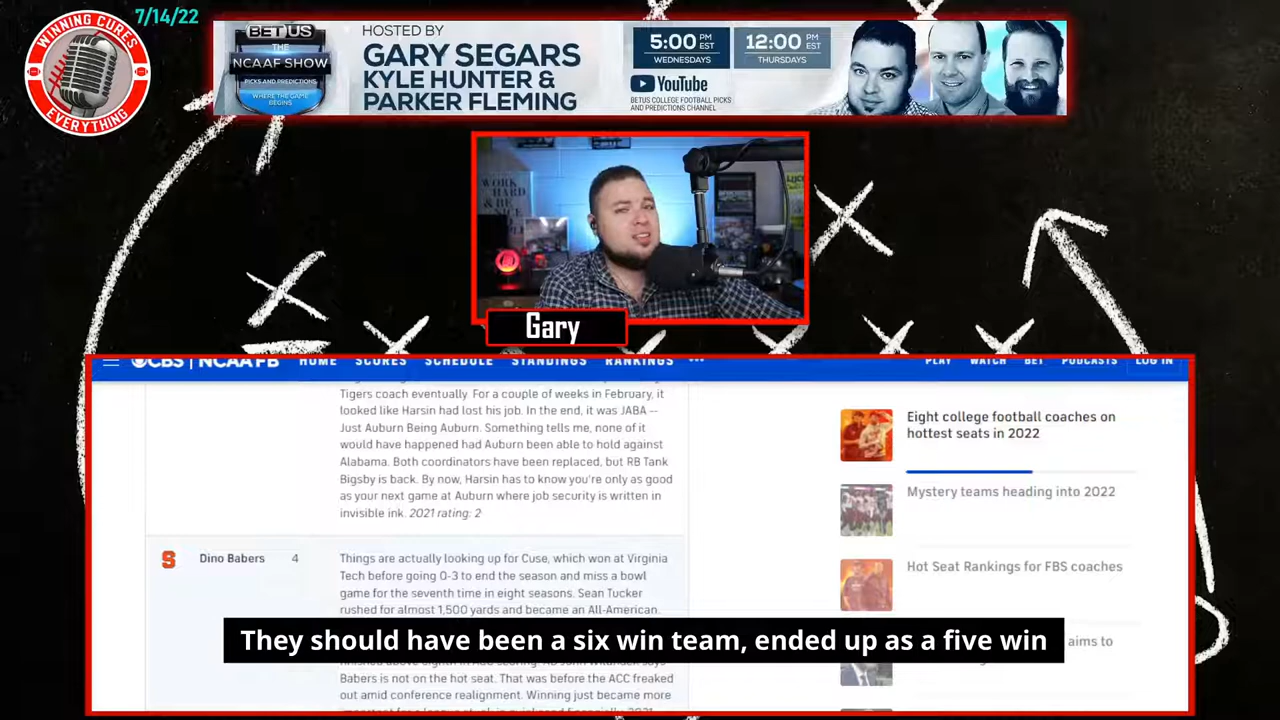 7/14/22
WINNING CURES
EVERYTHING
BETUS
THE
NCAAF SHOW
PICKS AND PREDICTIONS
WHERE THE GAME
BEGINS
HOSTED BY
GARY SEGARS
KYLE HUNTER &
PARKER FLEMING
5:00 PM EST
WEDNESDAYS
12:00 PM EST
THURSDAYS
YouTube
BETUS COLLEGE FOOTBALL PICKS
AND PREDICTIONS CHANNEL
WORK
HARD
& BE
Gary
CBS | NCAA FB
HOME SCORES SCHEDULE STANDINGS RANKINGS •••
PLAY WATCH BET PODCASTS LOG IN
Tigers coach eventually. For a couple of weeks in February, it
looked like Harsin had lost his job. In the end, it was JABA --
Just Auburn Being Auburn. Something tells me, none of it
would have happened had Auburn been able to hold against
Alabama. Both coordinators have been replaced, but RB Tank
Bigsby is back. By now, Harsin has to know you're only as good
as your next game at Auburn where job security is written in
invisible ink. 2021 rating: 2
S
Dino Babers 4
Things are actually looking up for Cuse, which won at Virginia
Tech before going 0-3 to end the season and miss a bowl
game for the seventh time in eight seasons. Sean Tucker
rushed for almost 1,500 yards and became an All-American.
Babers is not on the hot seat. That was before the ACC freaked
out amid conference realignment. Winning just became more
Eight college football coaches on
hottest seats in 2022
Mystery teams heading into 2022
Hot Seat Rankings for FBS coaches
aims to
They should have been a six win team, ended up as a five win